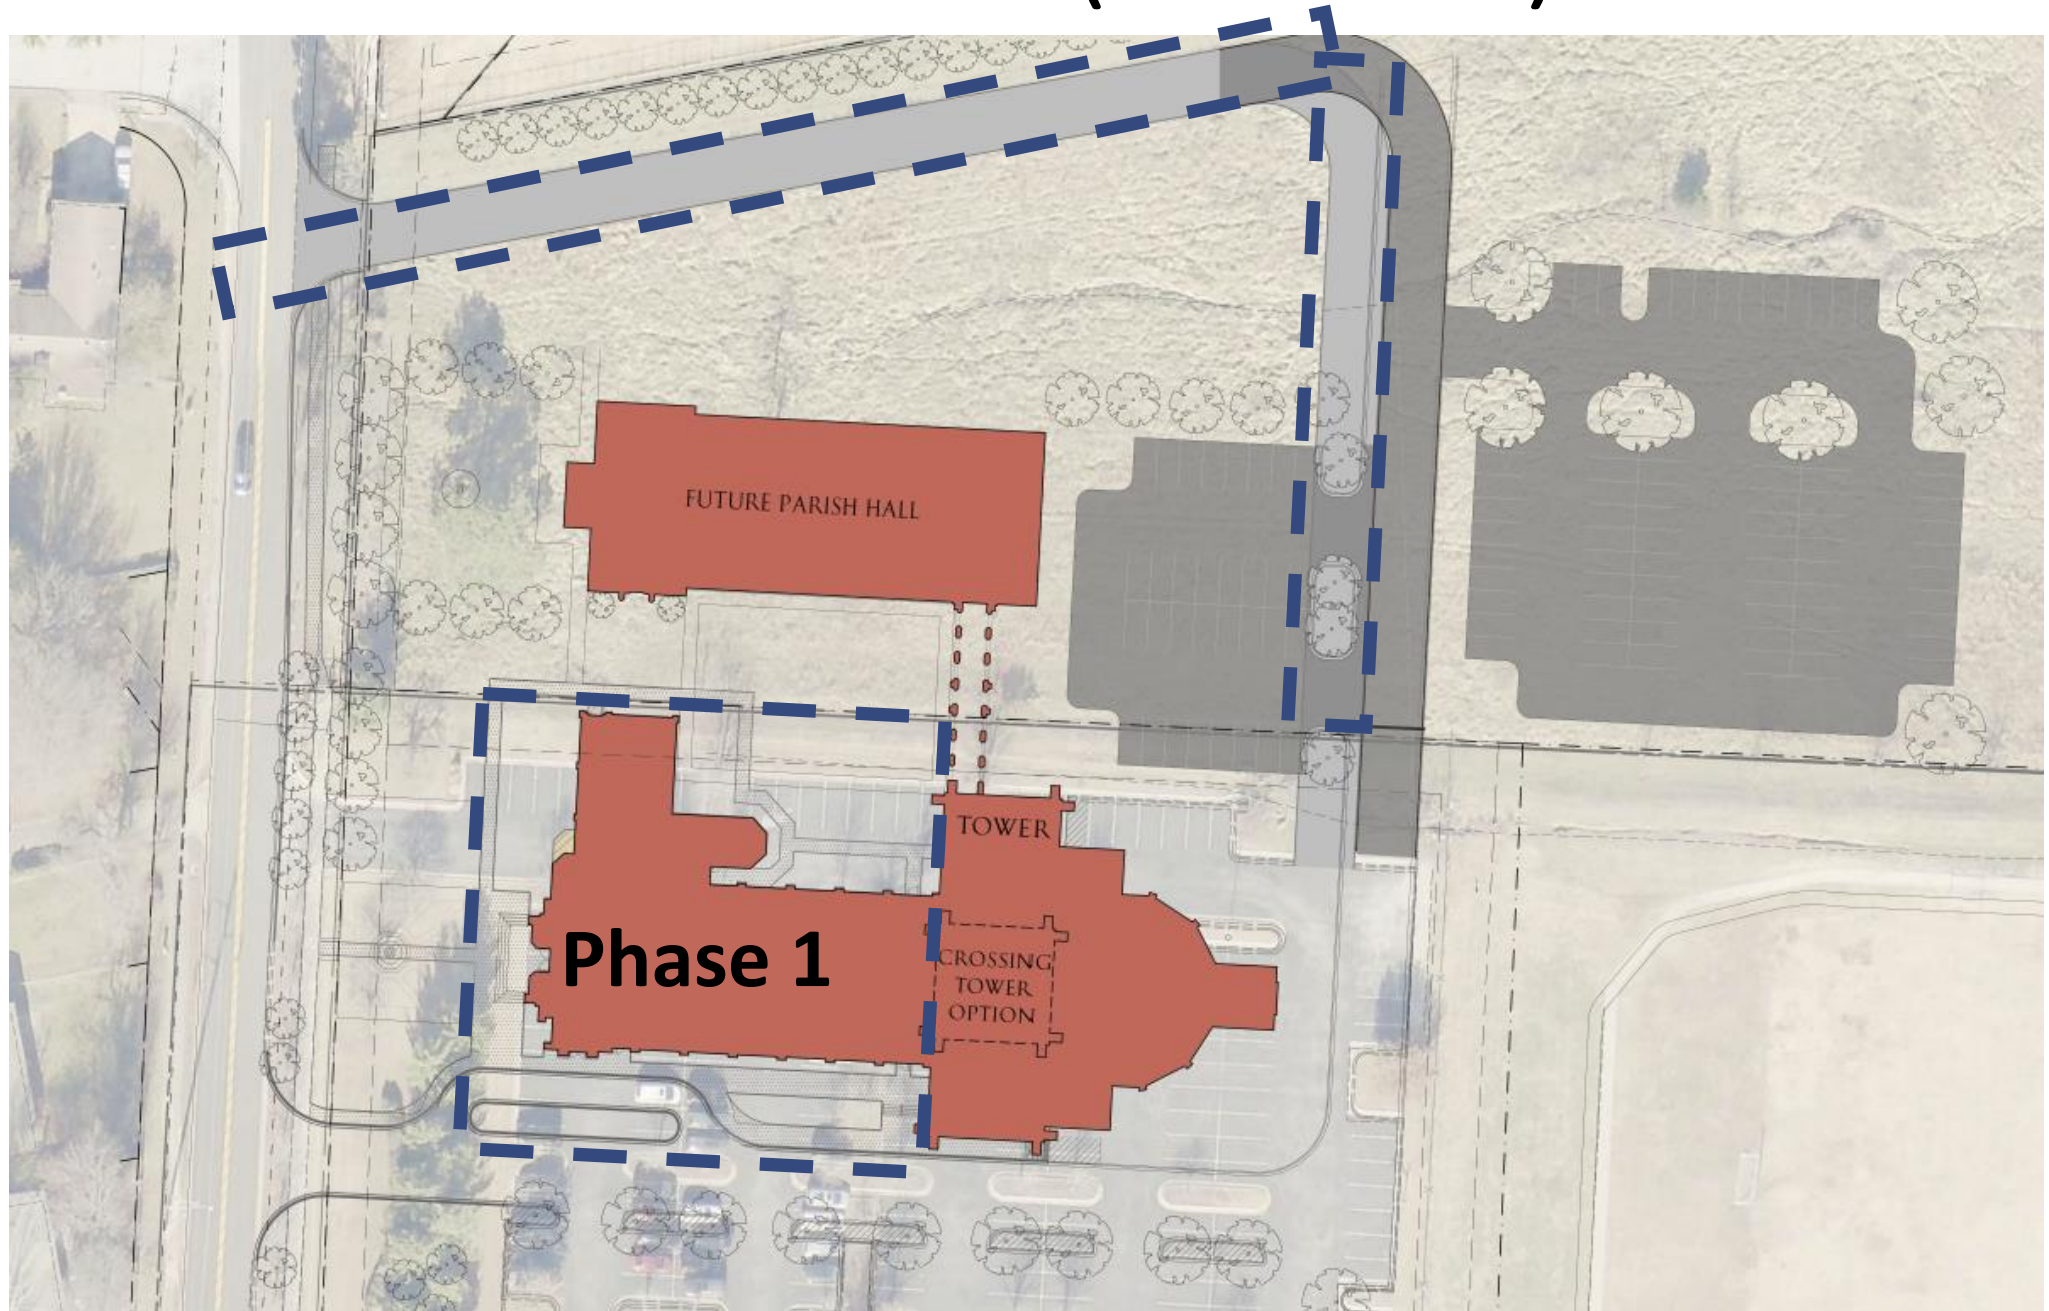 FUTURE PARISH HALL
TOWER
Phase 1
CROSSING
TOWER
OPTION